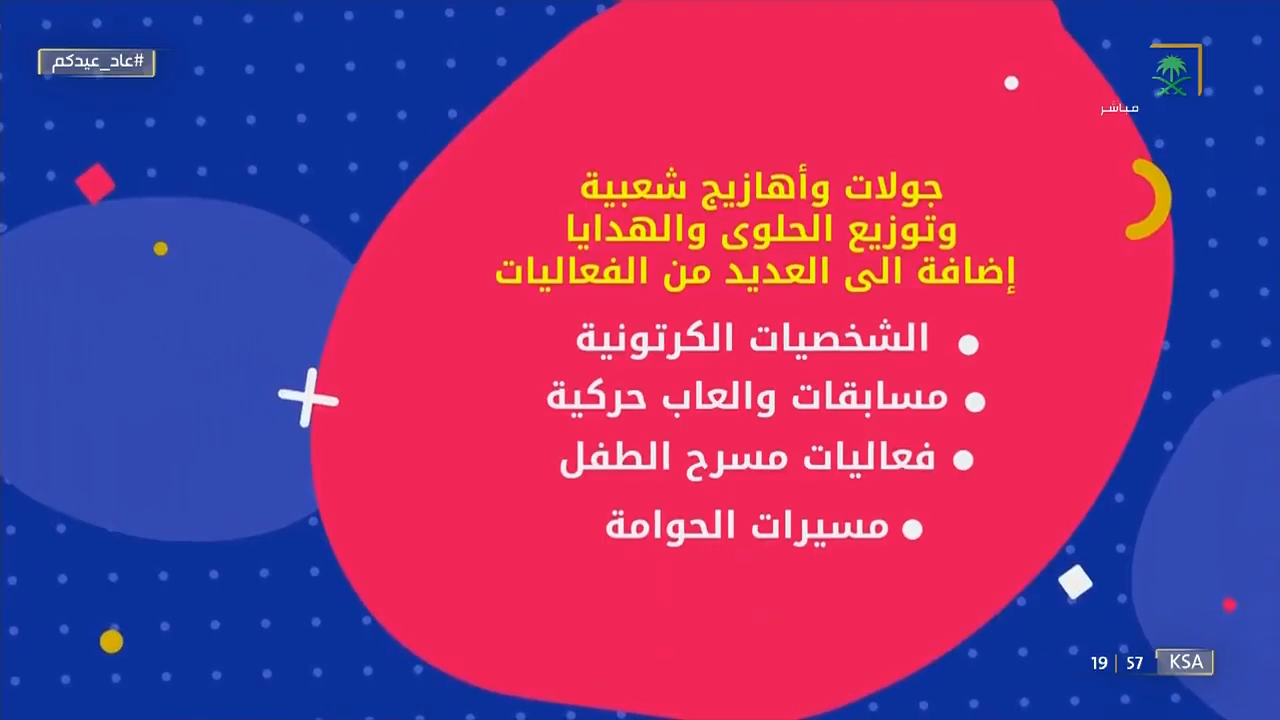 #عاد_عيدكم
مباشر
جولات وأهازيج شعبية
وتوزيع الحلوى والهدايا
إضافة الى العديد من الفعاليات
● الشخصيات الكرتونية
● مسابقات والعاب حركية
● فعاليات مسرح الطفل
● مسيرات الحوامة
19 | 57 KSA